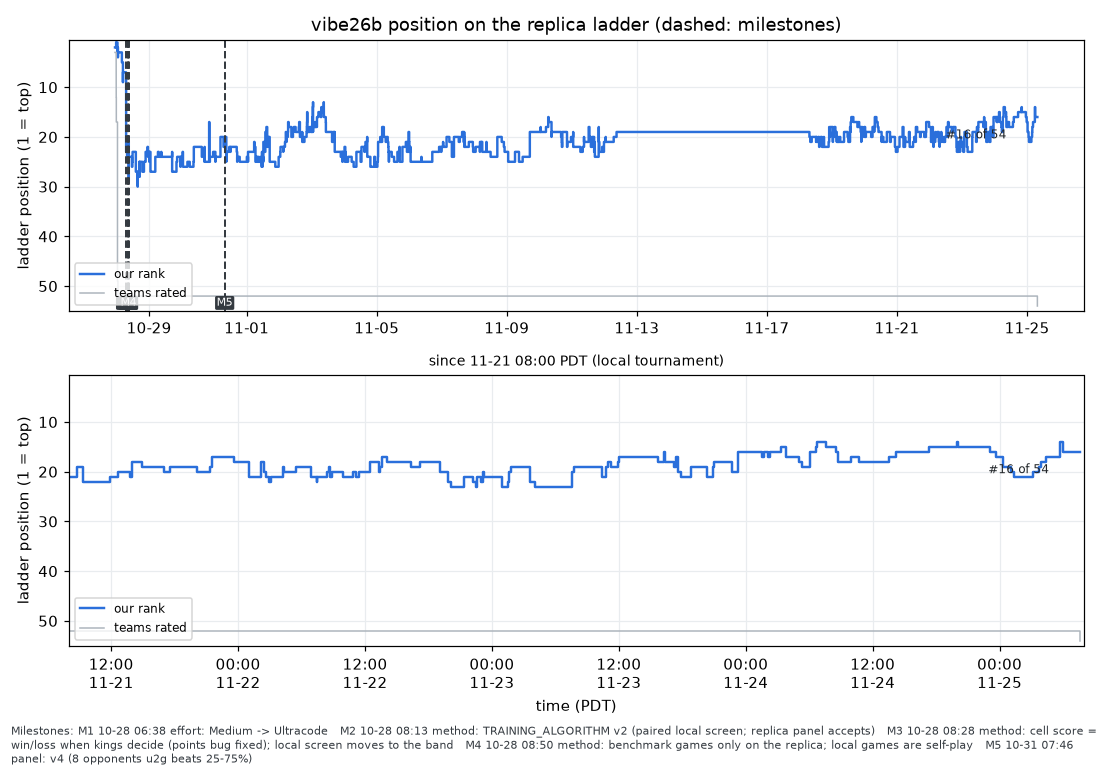 vibe26b position on the replica ladder (dashed: milestones)
ladder position (1 = top)
10
20
30
40
50
#16 of 54
our rank
teams rated
M5
10-29
11-01
11-05
11-09
11-13
11-17
11-21
11-25
since 11-21 08:00 PDT (local tournament)
ladder position (1 = top)
10
20
30
40
50
#16 of 54
our rank
teams rated
12:00
11-21
00:00
11-22
12:00
11-22
00:00
11-23
12:00
11-23
00:00
11-24
12:00
11-24
00:00
11-25
time (PDT)
Milestones: M1 10-28 06:38 effort: Medium -> Ultracode M2 10-28 08:13 method: TRAINING_ALGORITHM v2 (paired local screen; replica panel accepts) M3 10-28 08:28 method: cell score =
win/loss when kings decide (points bug fixed); local screen moves to the band M4 10-28 08:50 method: benchmark games only on the replica; local games are self-play M5 10-31 07:46
panel: v4 (8 opponents u2g beats 25-75%)